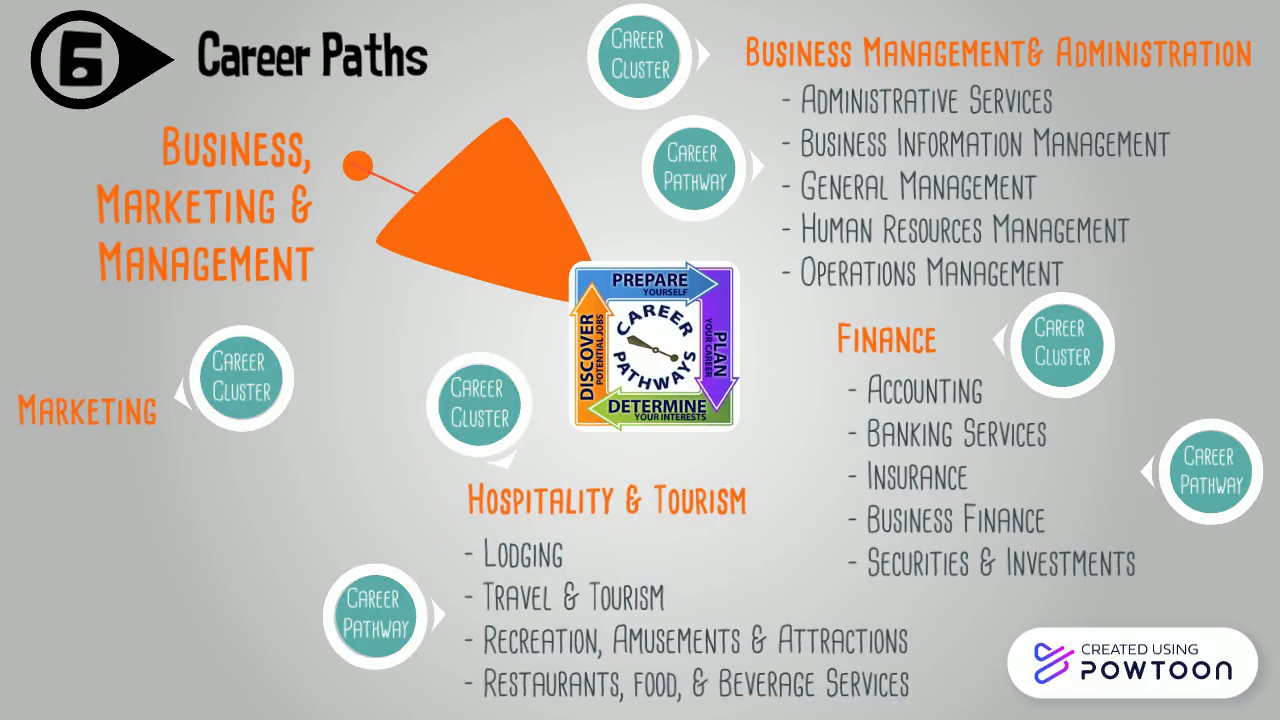 6
Career Paths
Business,
Marketing &
Management
Career
Cluster
Business Management& Administration
Career
Pathway
- Administrative Services
- Business Information Management
- General Management
- Human Resources Management
- Operations Management
PREPARE
YOURSELF
PLAN
YOUR CAREER
DETERMINE
YOUR INTERESTS
DISCOVER
POTENTIAL JOBS
CAREER
PATHWAYS
Finance
Career
Cluster
- Accounting
- Banking Services
- Insurance
- Business Finance
- Securities & Investments
Career
Pathway
Marketing
Career
Cluster
Career
Cluster
Hospitality & Tourism
Career
Pathway
- Lodging
- Travel & Tourism
- Recreation, Amusements & Attractions
- Restaurants, food, & Beverage Services
CREATED USING
POWTOON